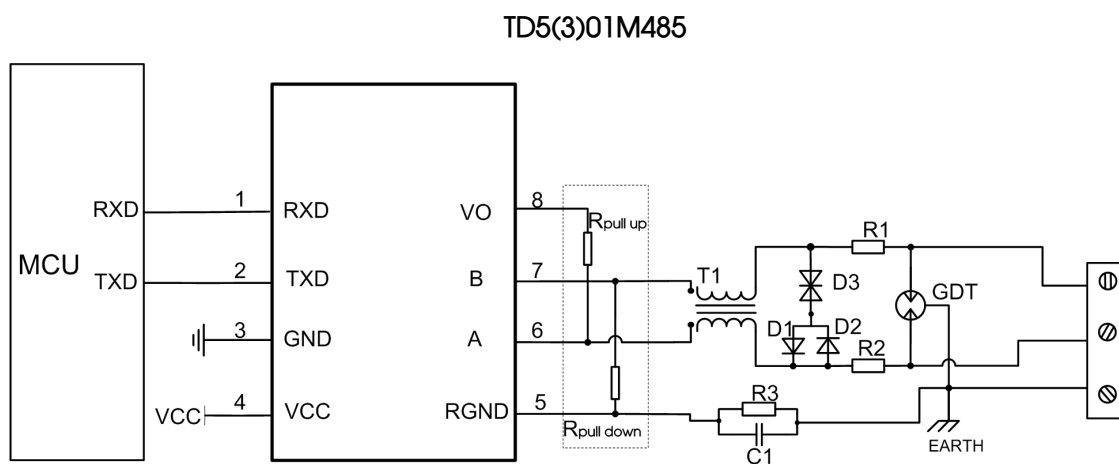 TD5(3)01M485
MCU
RXD
TXD
1
2
3
4
VCC
RXD
TXD
GND
VCC
VO
B
A
RGND
8
7
6
5
Rpull up
Rpull down
T1
D3
D1
D2
R1
R2
GDT
R3
C1
EARTH